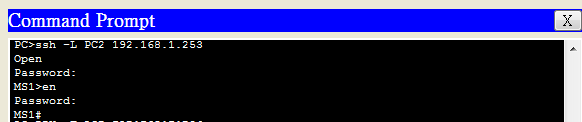 Command Prompt
X
PC>ssh -L PC2 192.168.1.253
Open
Password:
MS1>en
Password:
MS1#